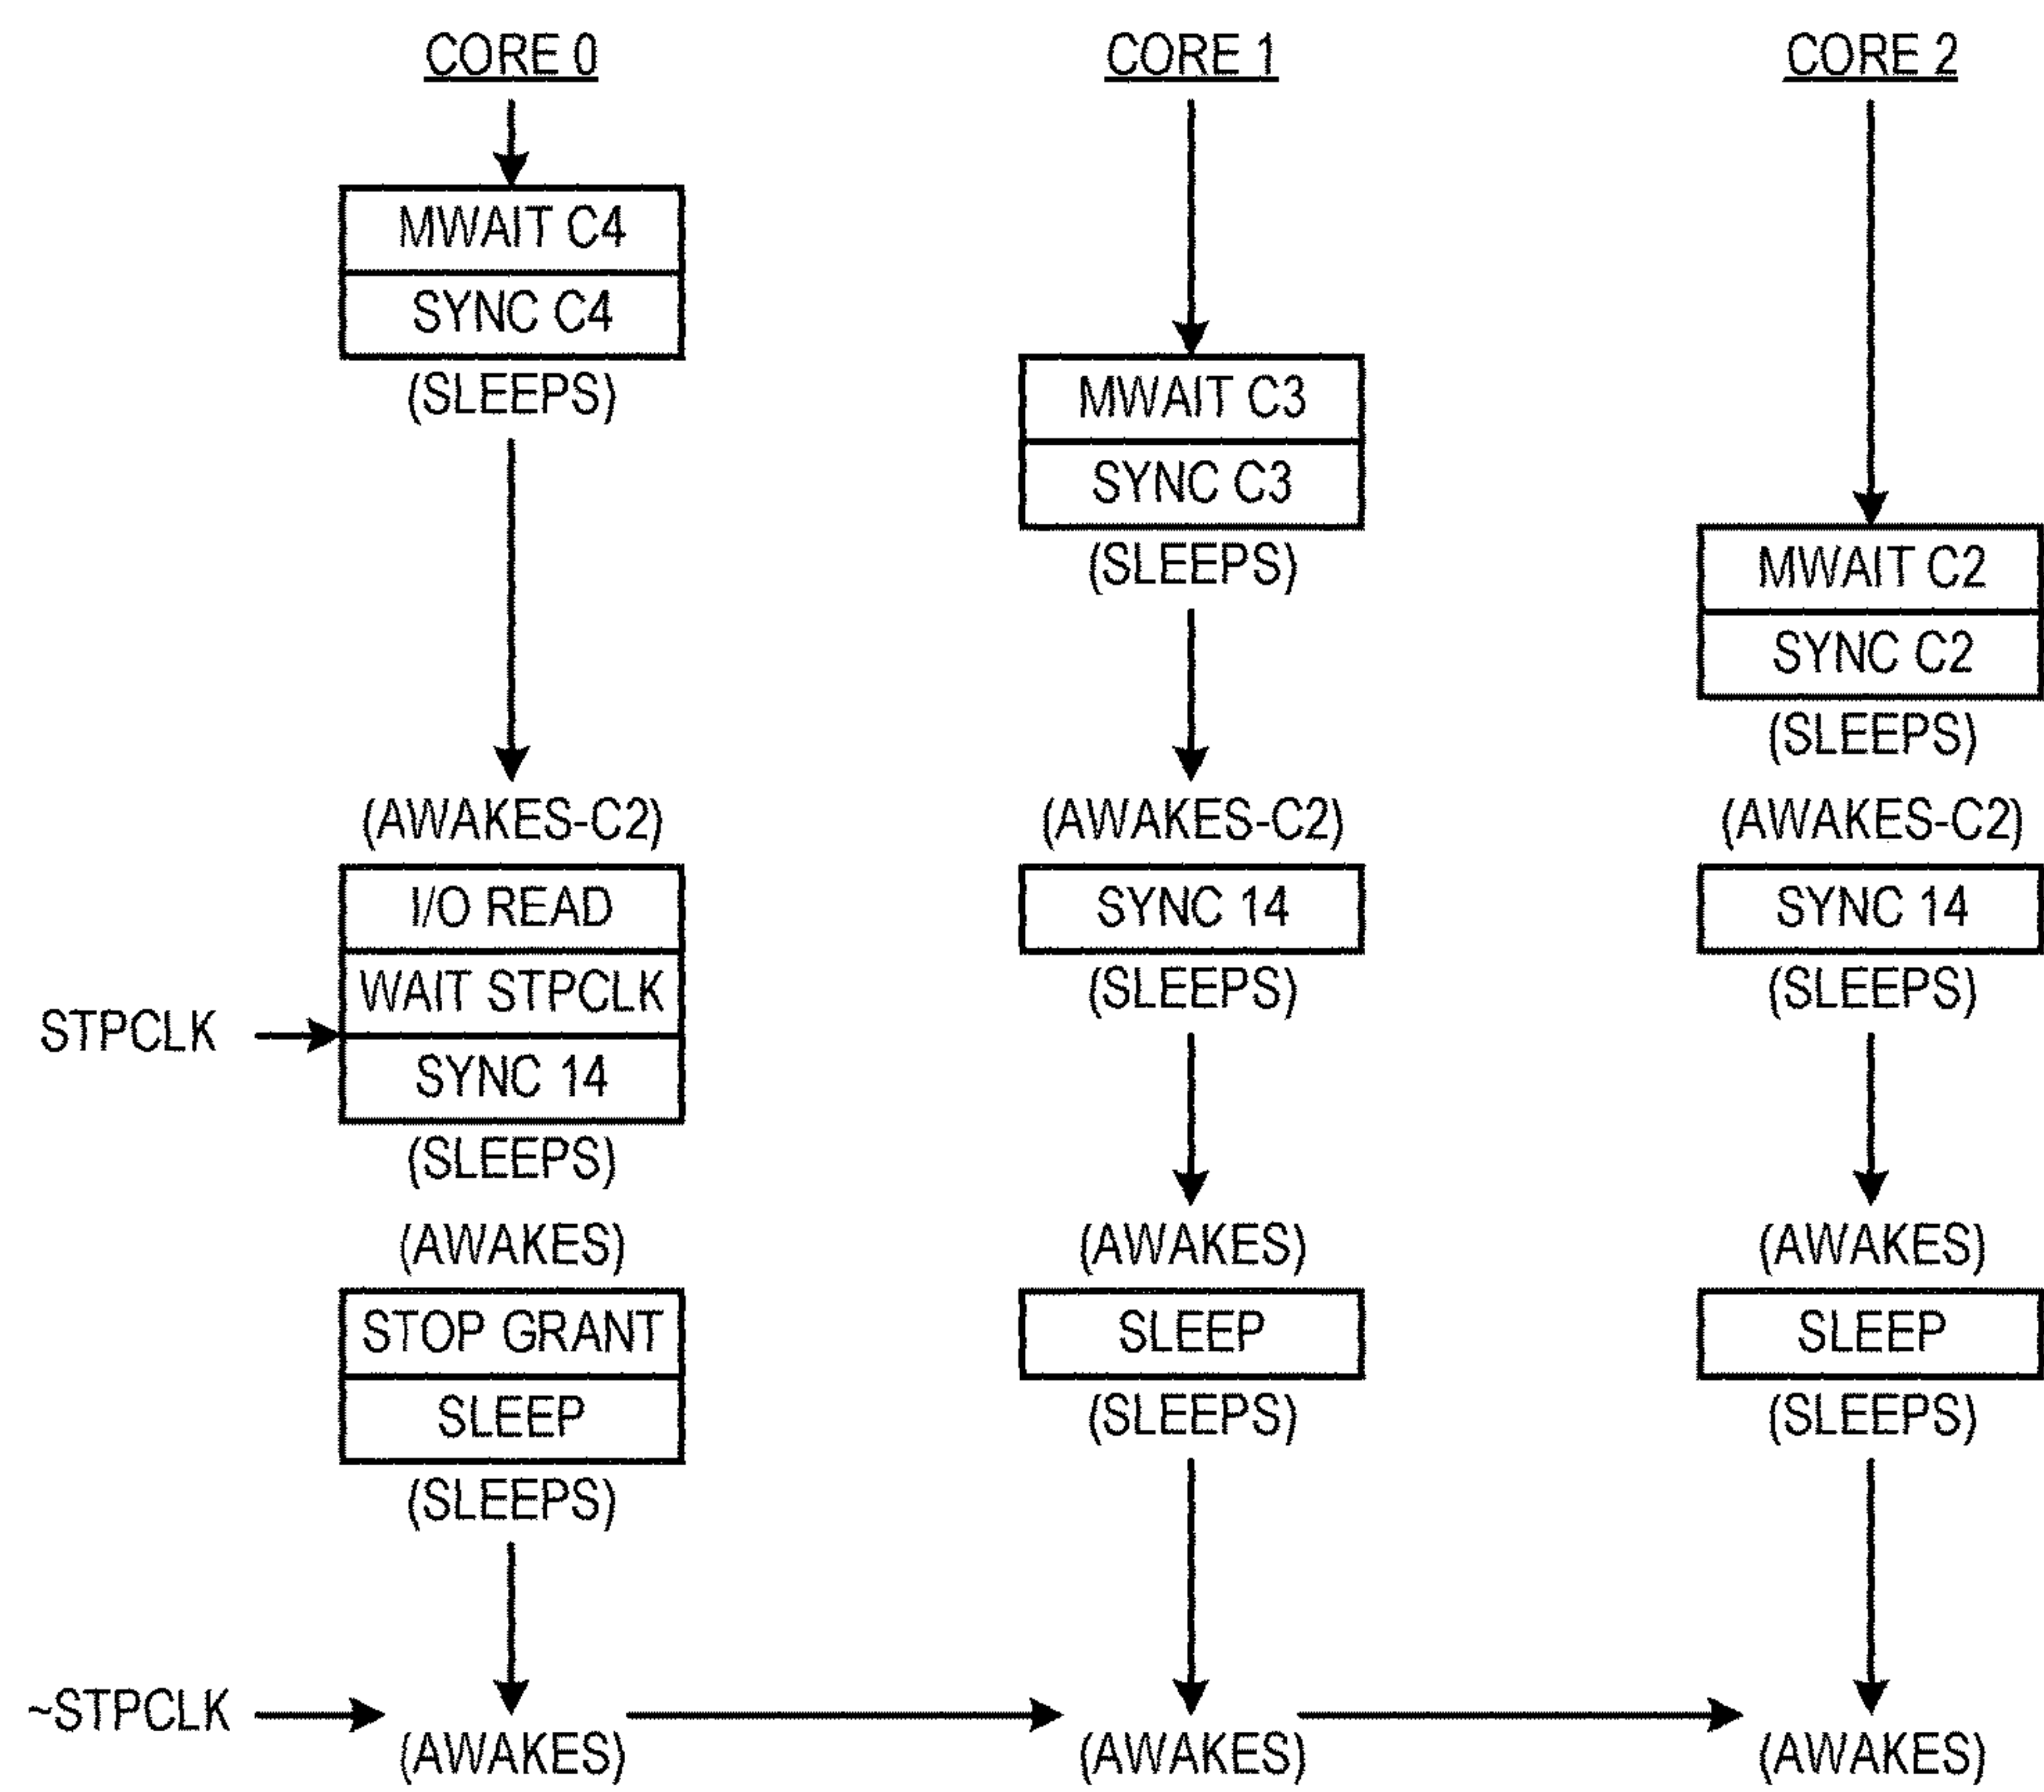 CORE 0
CORE 1
CORE 2
MWAIT C4
SYNC C4
(SLEEPS)
MWAIT C3
SYNC C3
(SLEEPS)
MWAIT C2
SYNC C2
(SLEEPS)
(AWAKES-C2)
(AWAKES-C2)
(AWAKES-C2)
I/O READ
SYNC 14
SYNC 14
WAIT STPCLK
(SLEEPS)
(SLEEPS)
STPCLK
SYNC 14
(SLEEPS)
(AWAKES)
(AWAKES)
(AWAKES)
STOP GRANT
SLEEP
SLEEP
SLEEP
(SLEEPS)
(SLEEPS)
(SLEEPS)
~STPCLK
(AWAKES)
(AWAKES)
(AWAKES)